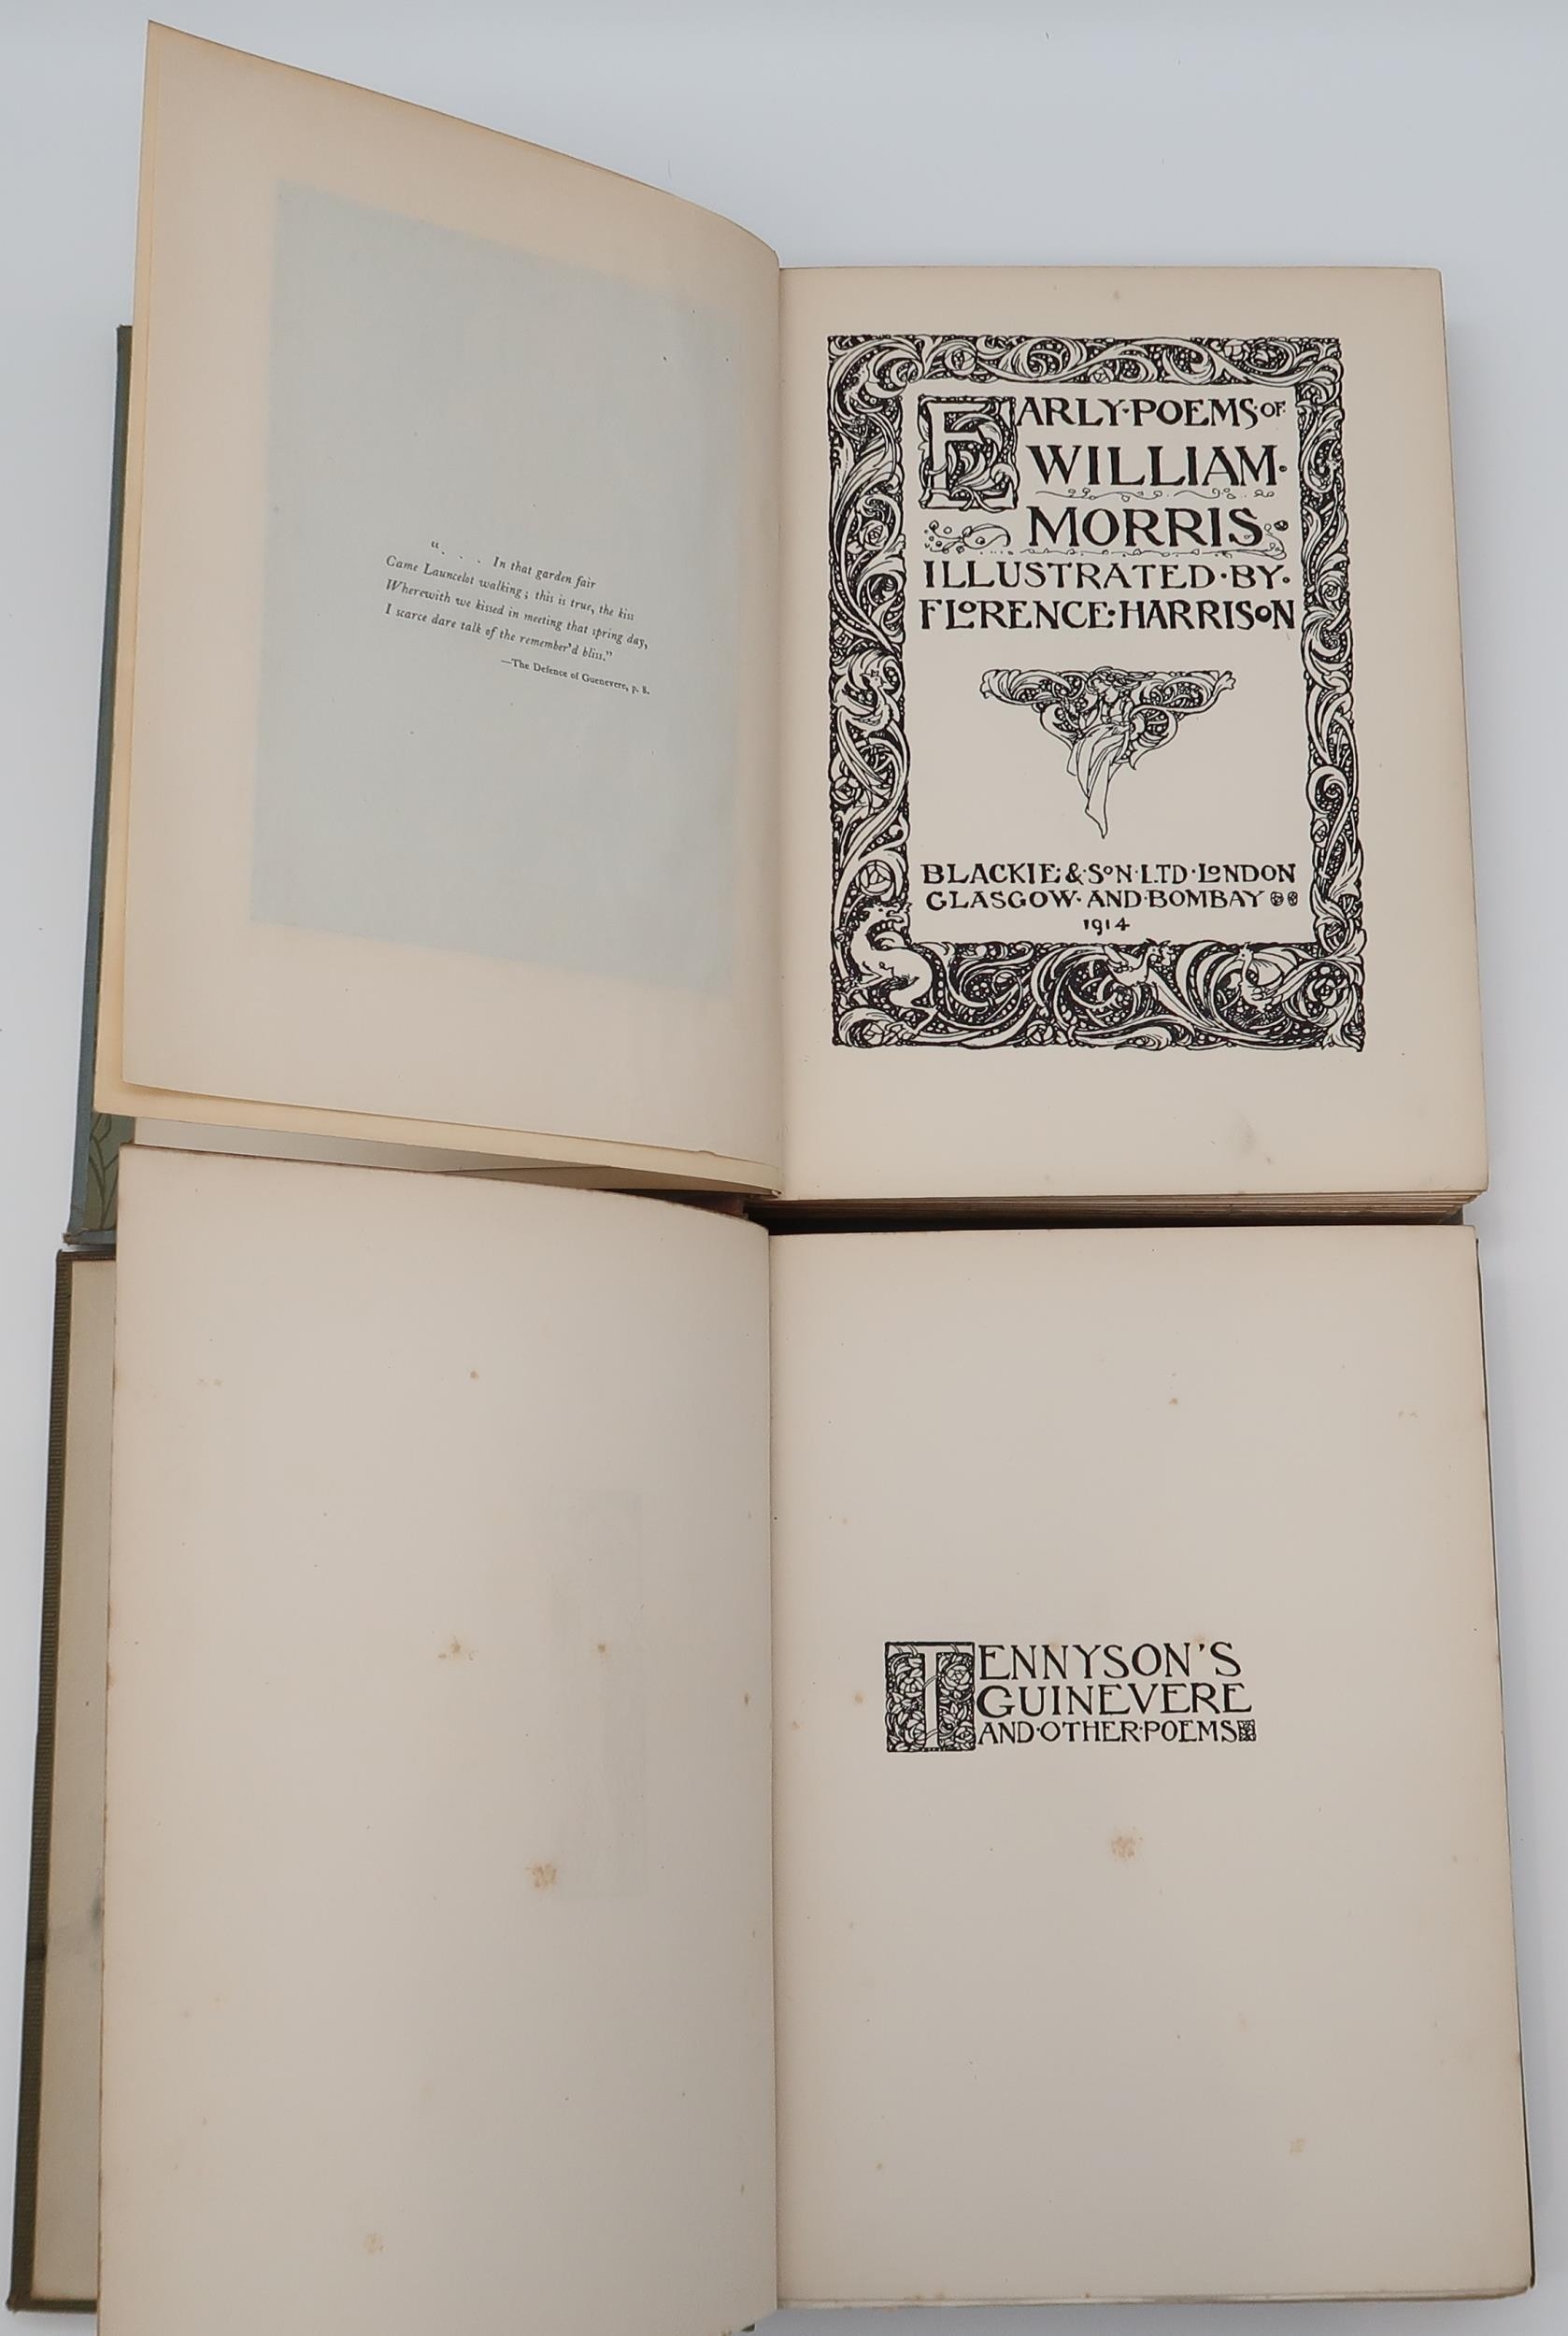 ". . . In that garden fair
Came Launcelot walking; this is true, the kiss
Wherewith we kissed in meeting that spring day,
I scarce dare talk of the remember'd bliss."
—The Defence of Guenevere, p. 8.
EARLY·POEMS·OF
WILLIAM·
MORRIS·
ILLUSTRATED·BY·
FLORENCE·HARRISON
BLACKIE·&·SON·LTD·LONDON
GLASGOW·AND·BOMBAY
1914
TENNYSON'S
GUINEVERE
AND·OTHER·POEMS